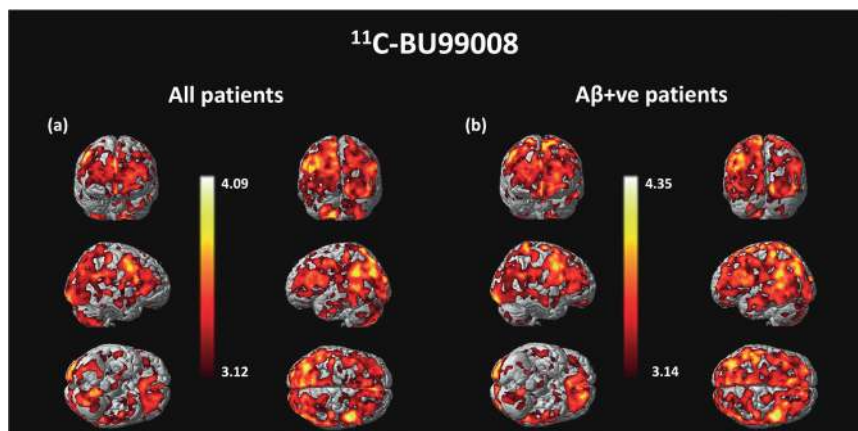 ¹¹C-BU99008
All patients
Aβ+ve patients
(a)
(b)
4.09
4.35
3.12
3.14